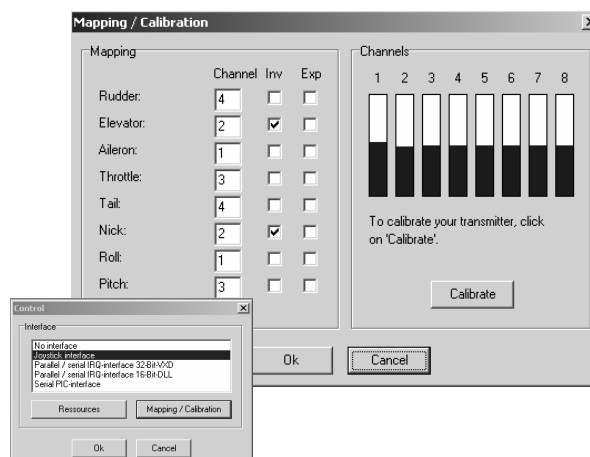 Mapping / Calibration
Mapping
Channel Inv Exp
Rudder: 4
Elevator: 2
Aileron: 1
Throttle: 3
Tail: 4
Nick: 2
Roll: 1
Pitch: 3
Channels
1 2 3 4 5 6 7 8
To calibrate your transmitter, click
on 'Calibrate'.
Calibrate
Ok Cancel
Control
Interface
No interface
Joystick interface
Parallel / serial IRQ-interface 32-Bit-VXD
Parallel / serial IRQ-interface 16-Bit-DLL
Serial PIC-interface
Ressources Mapping / Calibration
Ok Cancel